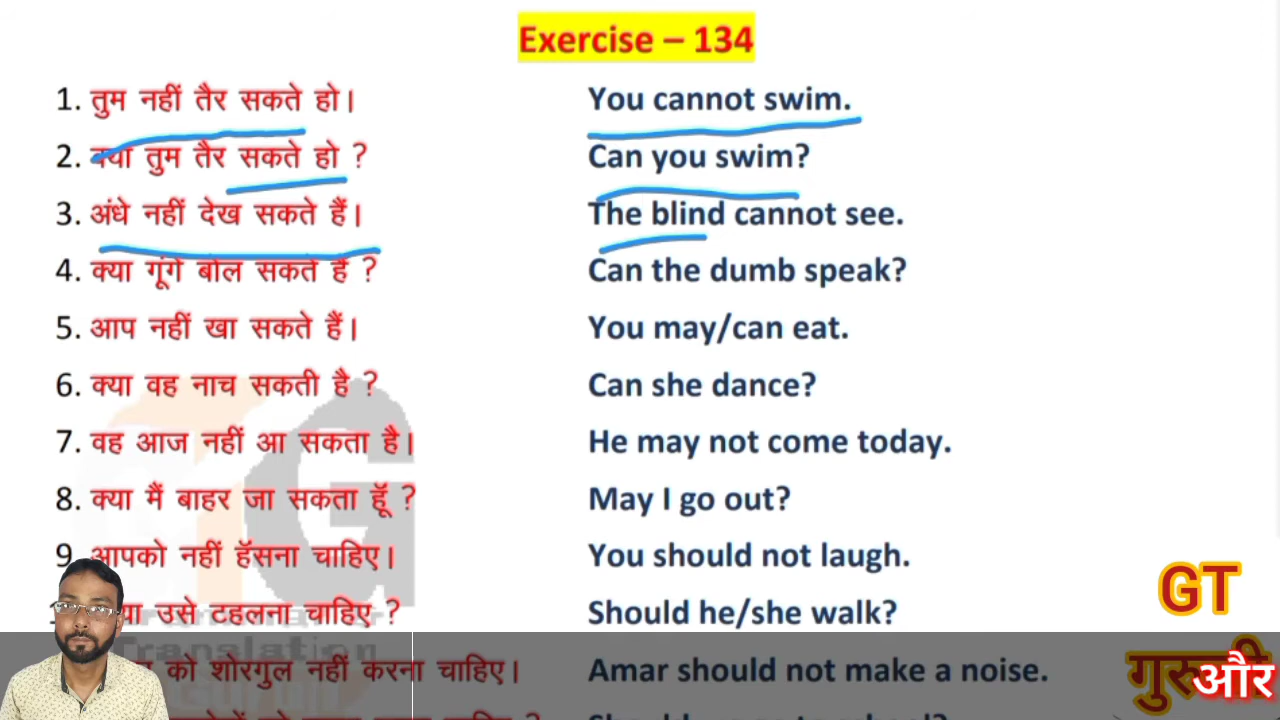 Exercise – 134
1. तुम नहीं तैर सकते हो। You cannot swim.
2. क्या तुम तैर सकते हो ? Can you swim?
3. अंधे नहीं देख सकते हैं। The blind cannot see.
4. क्या गूंगे बोल सकते हैं ? Can the dumb speak?
5. आप नहीं खा सकते हैं। You may/can eat.
6. क्या वह नाच सकती है ? Can she dance?
7. वह आज नहीं आ सकता है। He may not come today.
8. क्या मैं बाहर जा सकता हूॅं ? May I go out?
9. आपको नहीं हॅसना चाहिए। You should not laugh.
उसे टहलना चाहिए ? Should he/she walk?
को शोरगुल नहीं करना चाहिए। Amar should not make a noise.
GT
गुरुजी
और
Translation